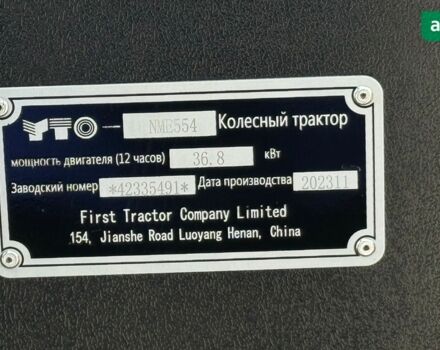 YTO - NME554 Колесный трактор
мощность двигателя (12 часов) 36.8 кВт
Заводский номер *42335491* Дата производства 202311
First Tractor Company Limited
154, Jianshe Road Luoyang Henan, China